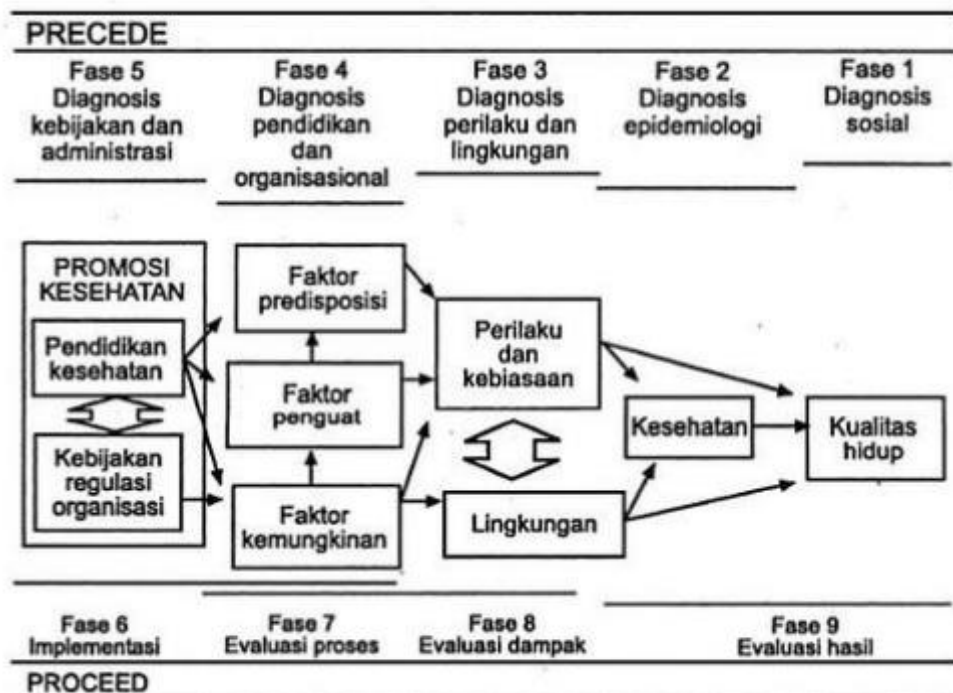 PRECEDE
Fase 5
Diagnosis
kebijakan dan
administrasi
Fase 4
Diagnosis
pendidikan
dan
organisasional
Fase 3
Diagnosis
perilaku dan
lingkungan
Fase 2
Diagnosis
epidemiologi
Fase 1
Diagnosis
sosial
PROMOSI
KESEHATAN
Pendidikan
kesehatan
Kebijakan
regulasi
organisasi
Faktor
predisposisi
Faktor
penguat
Faktor
kemungkinan
Perilaku
dan
kebiasaan
Lingkungan
Kesehatan
Kualitas
hidup
Fase 6
Implementasi
Fase 7
Evaluasi proses
Fase 8
Evaluasi dampak
Fase 9
Evaluasi hasil
PROCEED